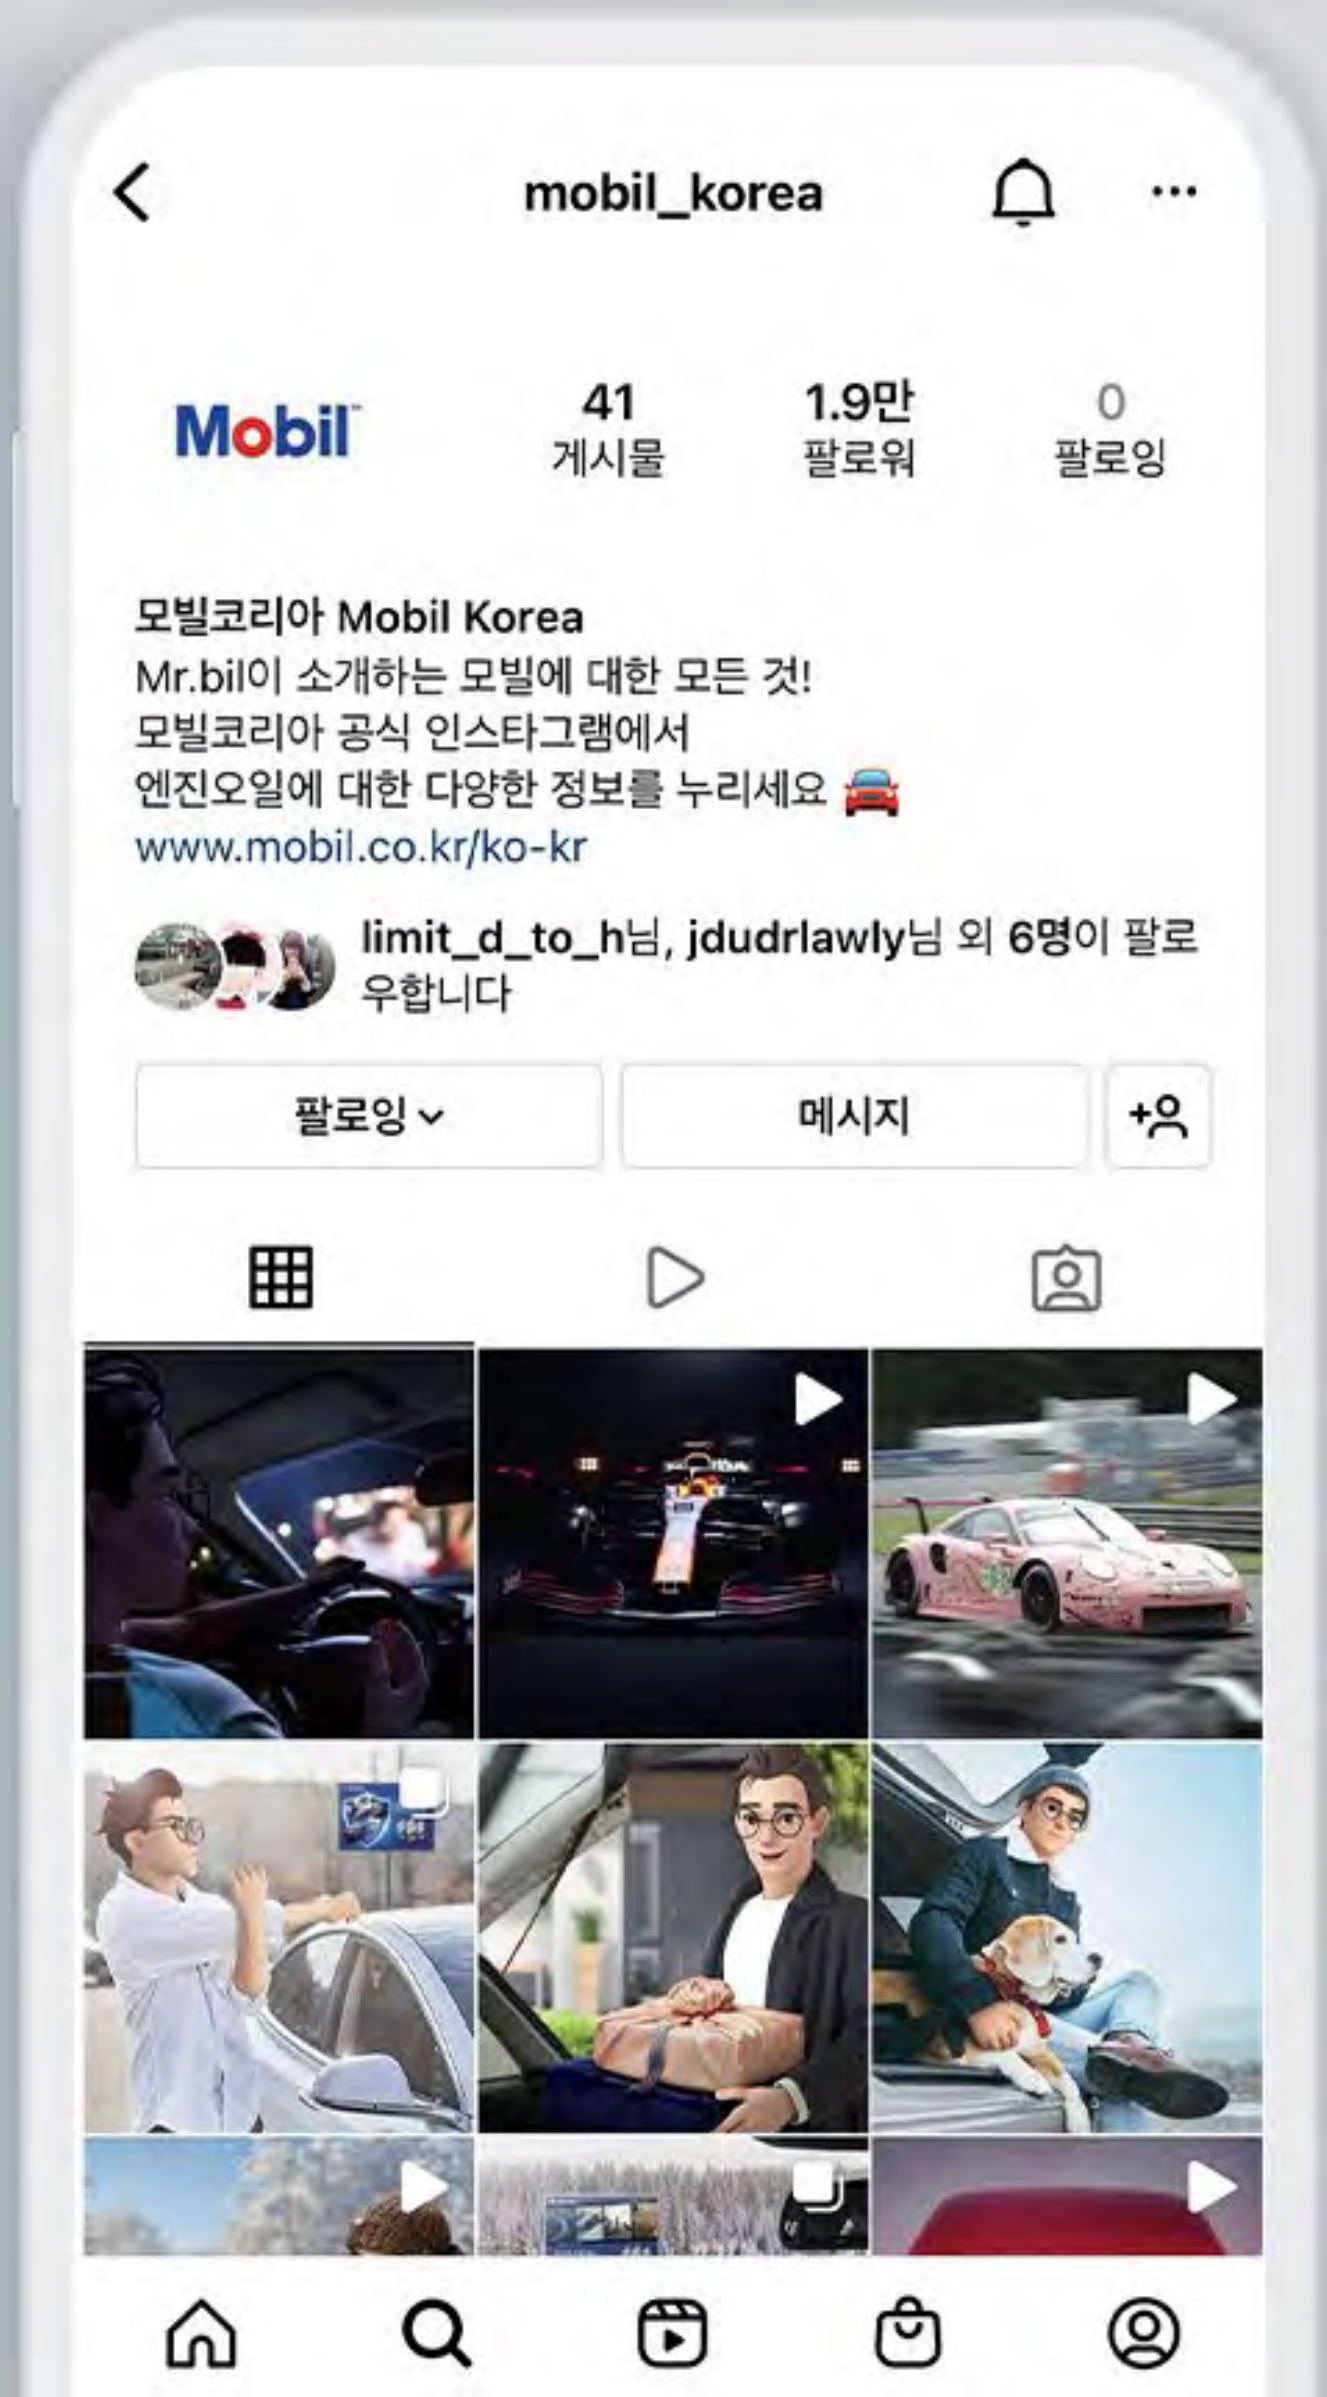 mobil_korea
Mobil™
41
게시물
1.9만
팔로워
0
팔로잉
모빌코리아 Mobil Korea
Mr.bil이 소개하는 모빌에 대한 모든 것!
모빌코리아 공식 인스타그램에서
엔진오일에 대한 다양한 정보를 누리세요 🚘
www.mobil.co.kr/ko-kr
limit_d_to_h님, jdudrlawly님 외 6명이 팔로
우합니다
팔로잉
메시지